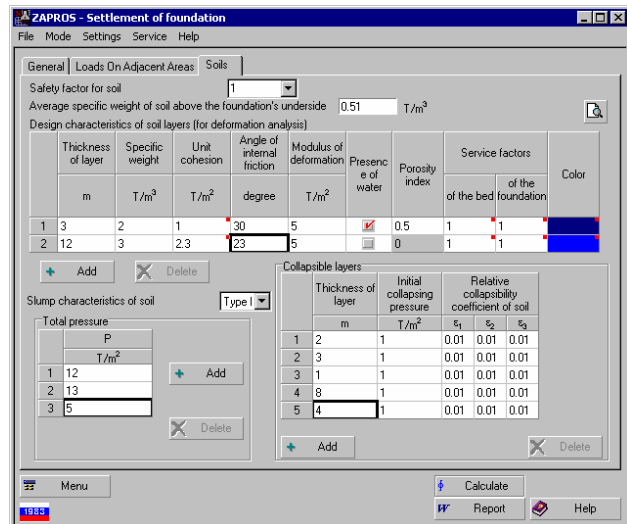 ZAPROS - Settlement of foundation
File Mode Settings Service Help
General Loads On Adjacent Areas Soils
Safety factor for soil 1
Average specific weight of soil above the foundation's underside 0.51 T/m³
Design characteristics of soil layers (for deformation analysis)
Thickness of layer Specific weight Unit cohesion Angle of internal friction Modulus of deformation Presenc e of water Porosity index Service factors Color
of the bed of the foundation
m T/m³ T/m² degree T/m²
1 3 2 1 30 5 0.5 1 1
2 12 3 2.3 23 5 0 1 1
Add Delete
Slump characteristics of soil Type I
Total pressure
P
T/m²
1 12
2 13
3 5
Add
Delete
Collapsible layers
Thickness of layer Initial collapsing pressure Relative collapsibility coefficient of soil
m T/m² ε₁ ε₂ ε₃
1 2 1 0.01 0.01 0.01
2 3 1 0.01 0.01 0.01
3 1 1 0.01 0.01 0.01
4 8 1 0.01 0.01 0.01
5 4 1 0.01 0.01 0.01
Add Delete
Menu Calculate
1983 W Report Help